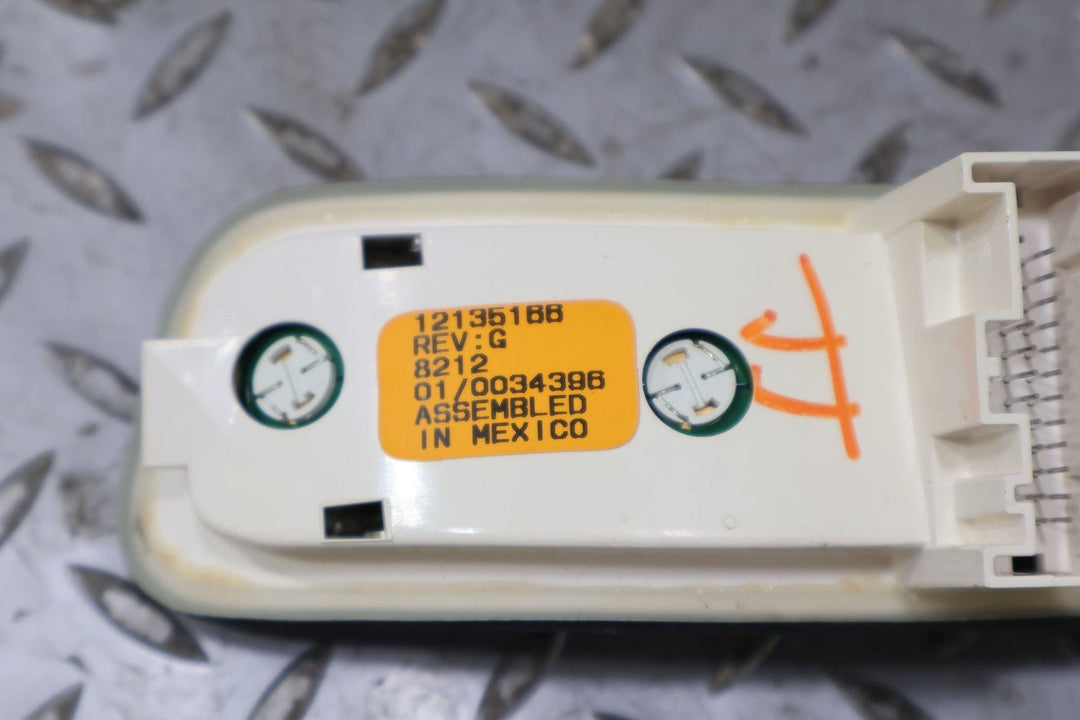 12135188
REV:G
8212
01/0034396
ASSEMBLED
IN MEXICO